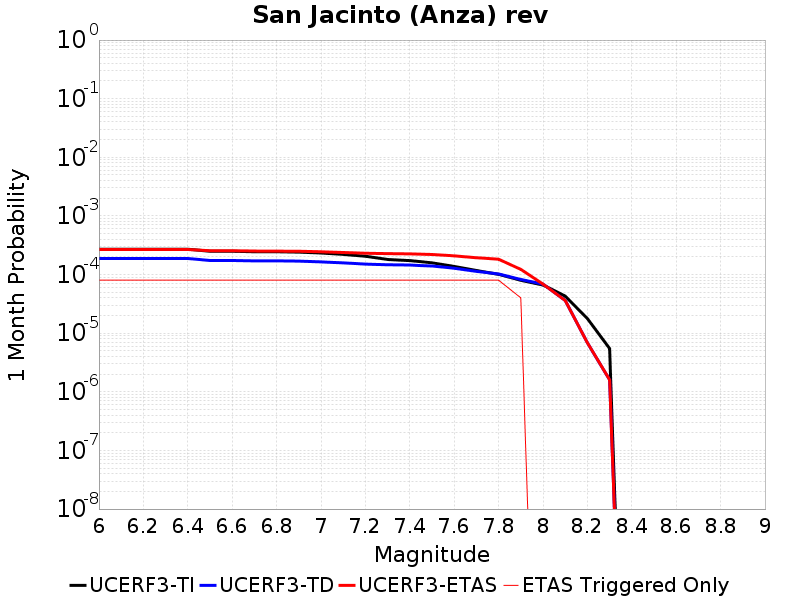 San Jacinto (Anza) rev
10^0
10^-1
10^-2
10^-3
10^-4
10^-5
10^-6
10^-7
10^-8
1 Month Probability
6 6.2 6.4 6.6 6.8 7 7.2 7.4 7.6 7.8 8 8.2 8.4 8.6 8.8 9
Magnitude
UCERF3-TI UCERF3-TD UCERF3-ETAS ETAS Triggered Only